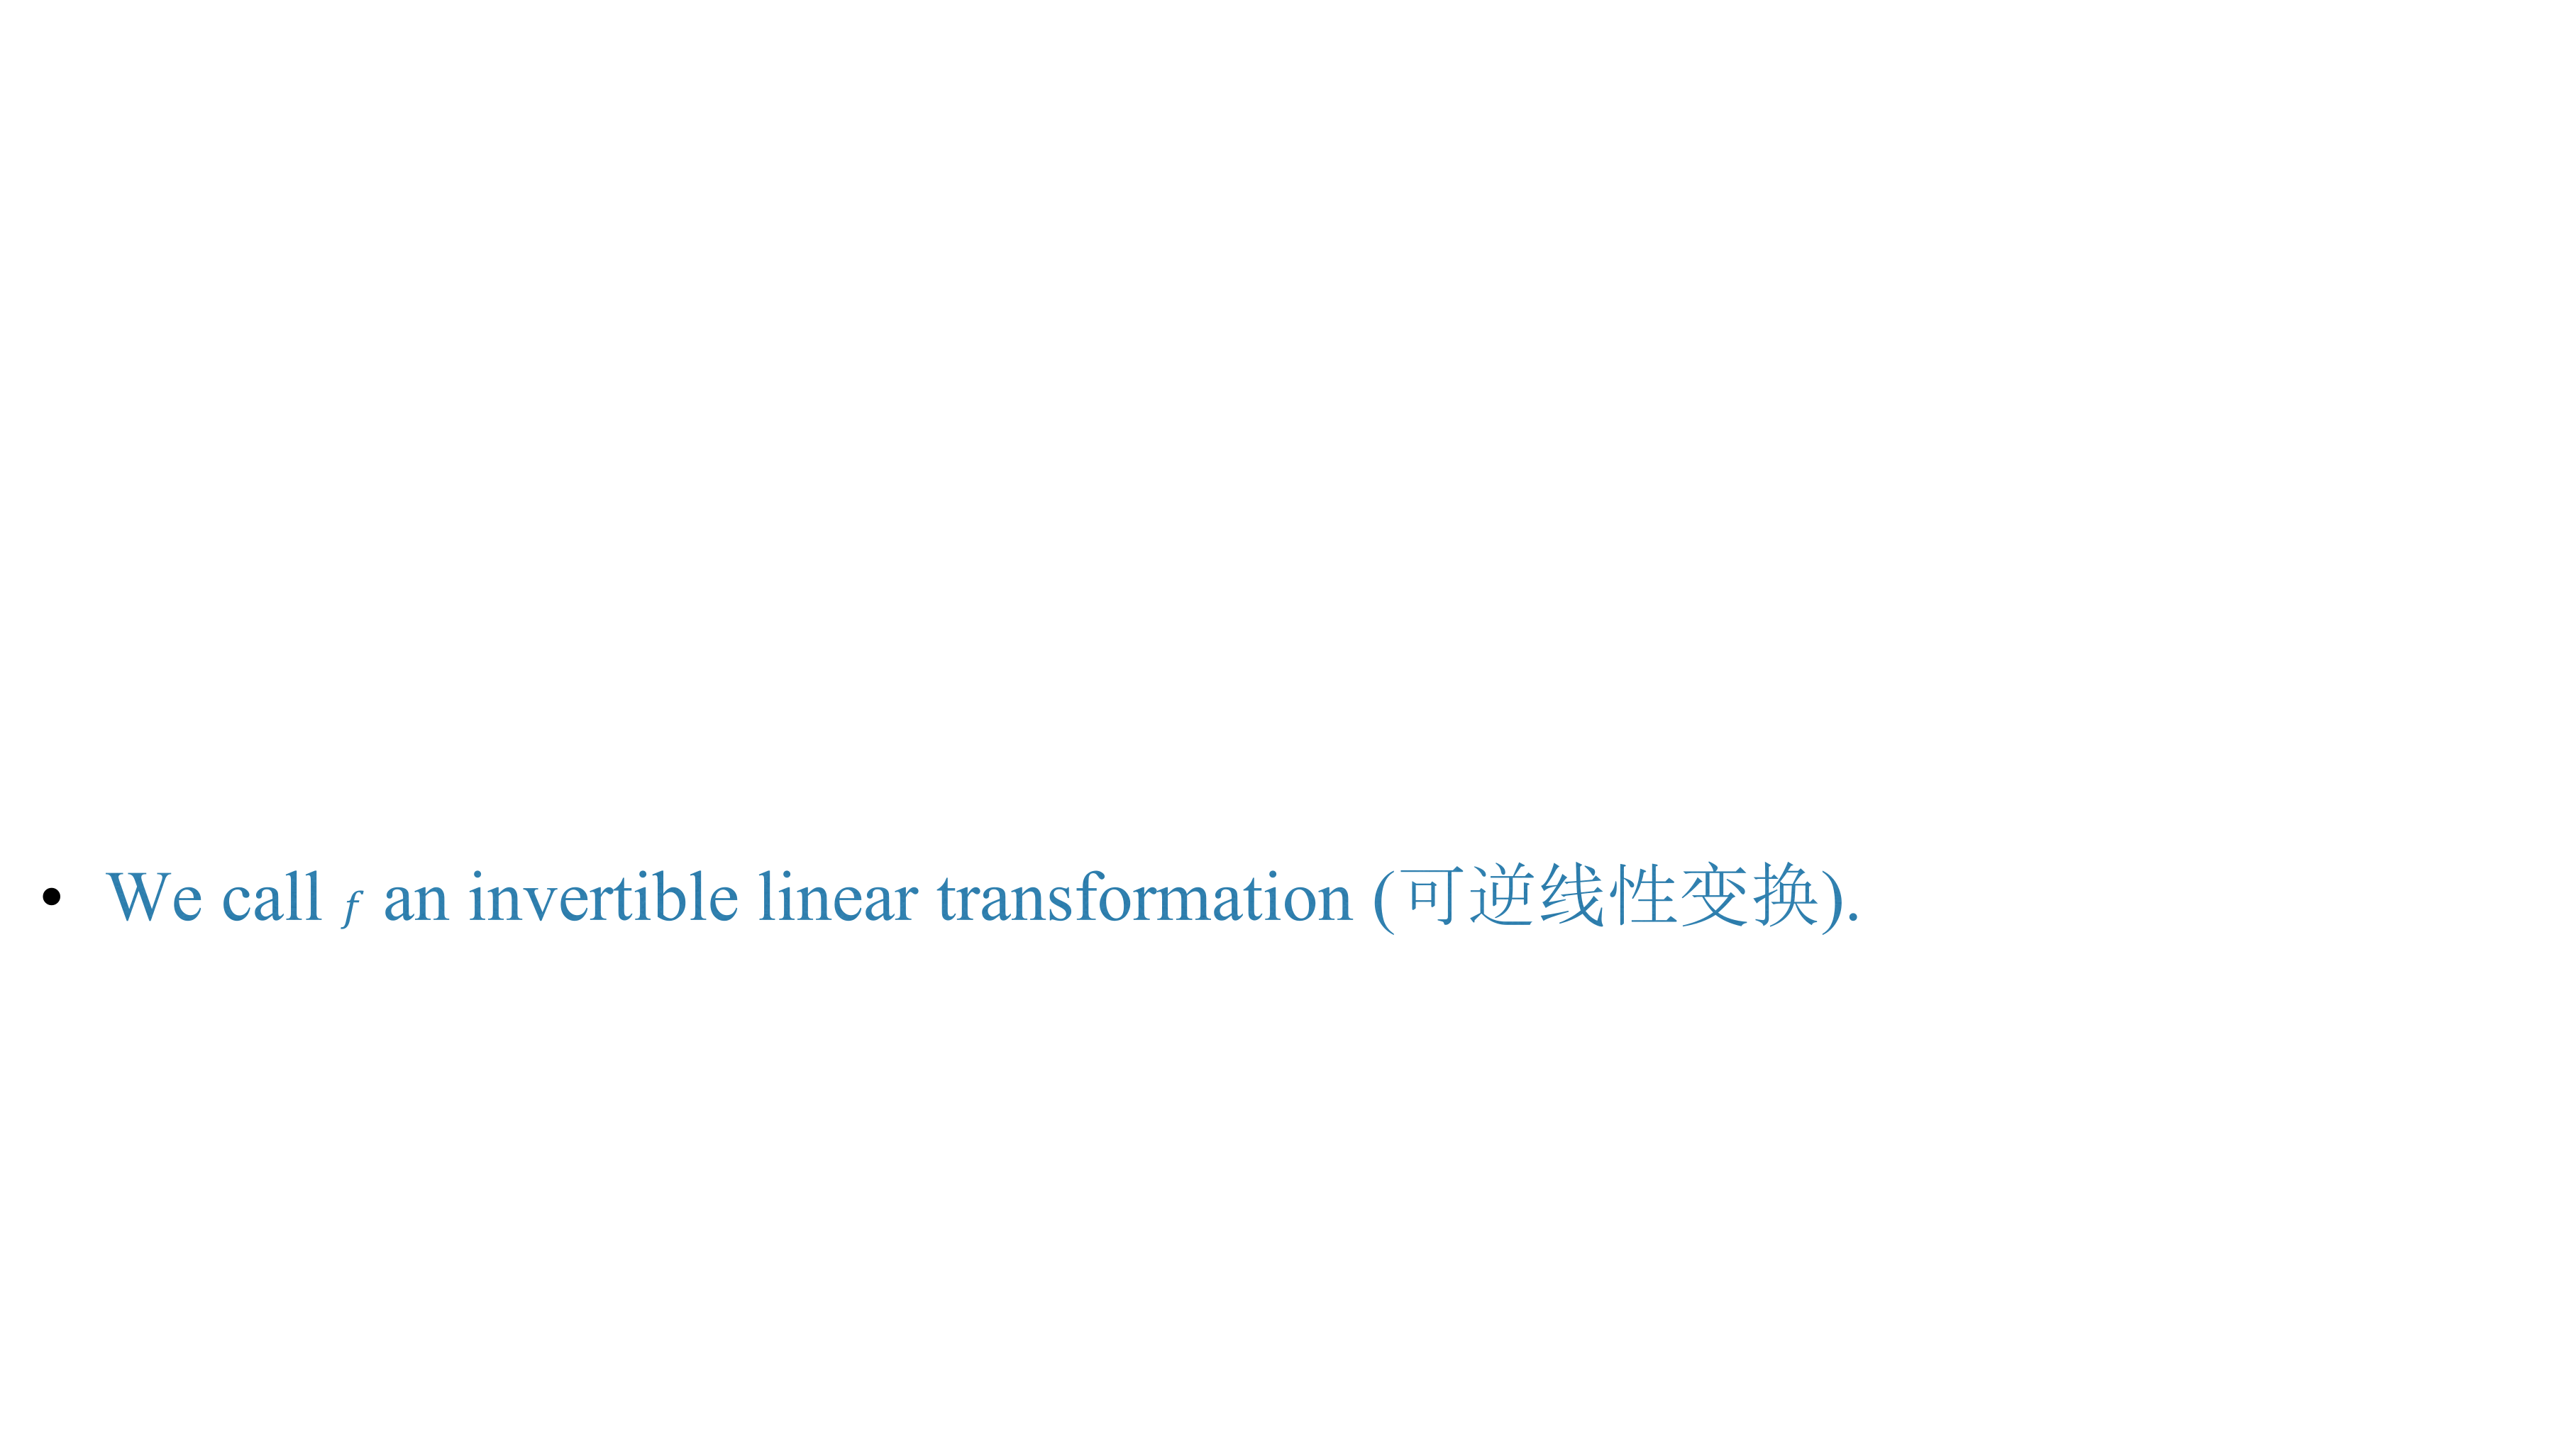 • We call f an invertible linear transformation (可逆线性变换).